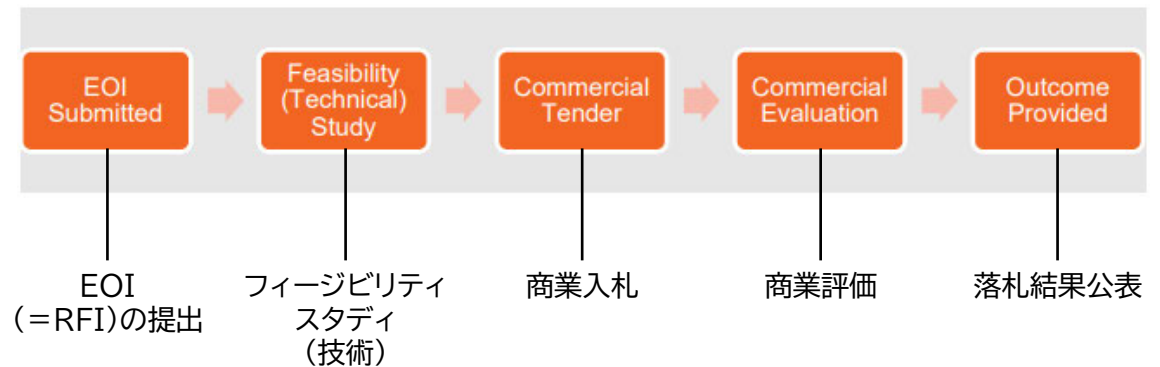 EOI
Submitted
Feasibility
(Technical)
Study
Commercial
Tender
Commercial
Evaluation
Outcome
Provided
EOI
(=RFI)の提出
フィージビリティ
スタディ
(技術)
商業入札
商業評価
落札結果公表